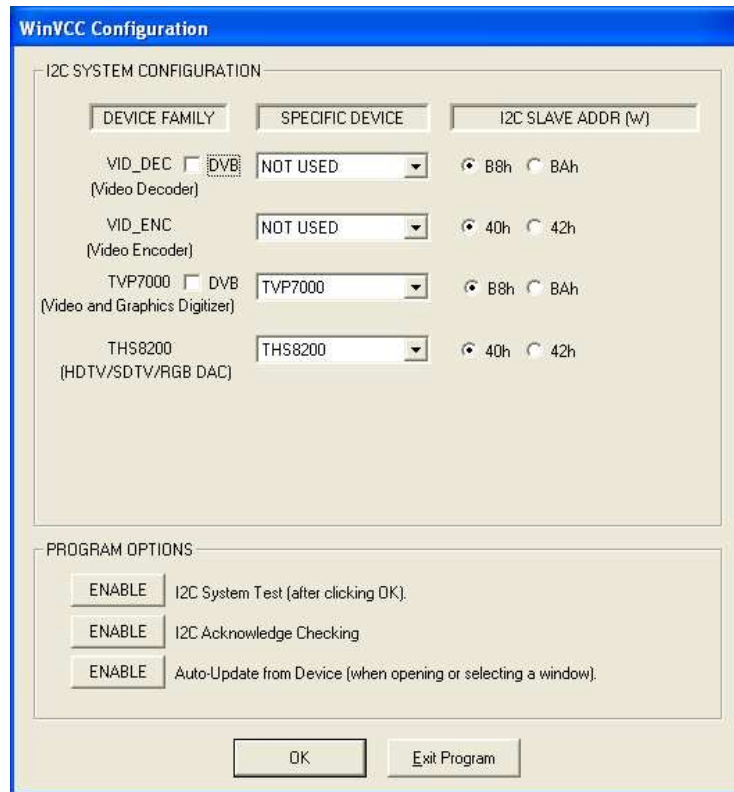 WinVCC Configuration
I2C SYSTEM CONFIGURATION
DEVICE FAMILY SPECIFIC DEVICE I2C SLAVE ADDR (W)
VID_DEC DVB NOT USED B8h BAh
(Video Decoder)
VID_ENC NOT USED 40h 42h
(Video Encoder)
TVP7000 DVB TVP7000 B8h BAh
(Video and Graphics Digitizer)
THS8200 THS8200 40h 42h
(HDTV/SDTV/RGB DAC)
PROGRAM OPTIONS
ENABLE I2C System Test (after clicking OK).
ENABLE I2C Acknowledge Checking
ENABLE Auto-Update from Device (when opening or selecting a window).
OK Exit Program